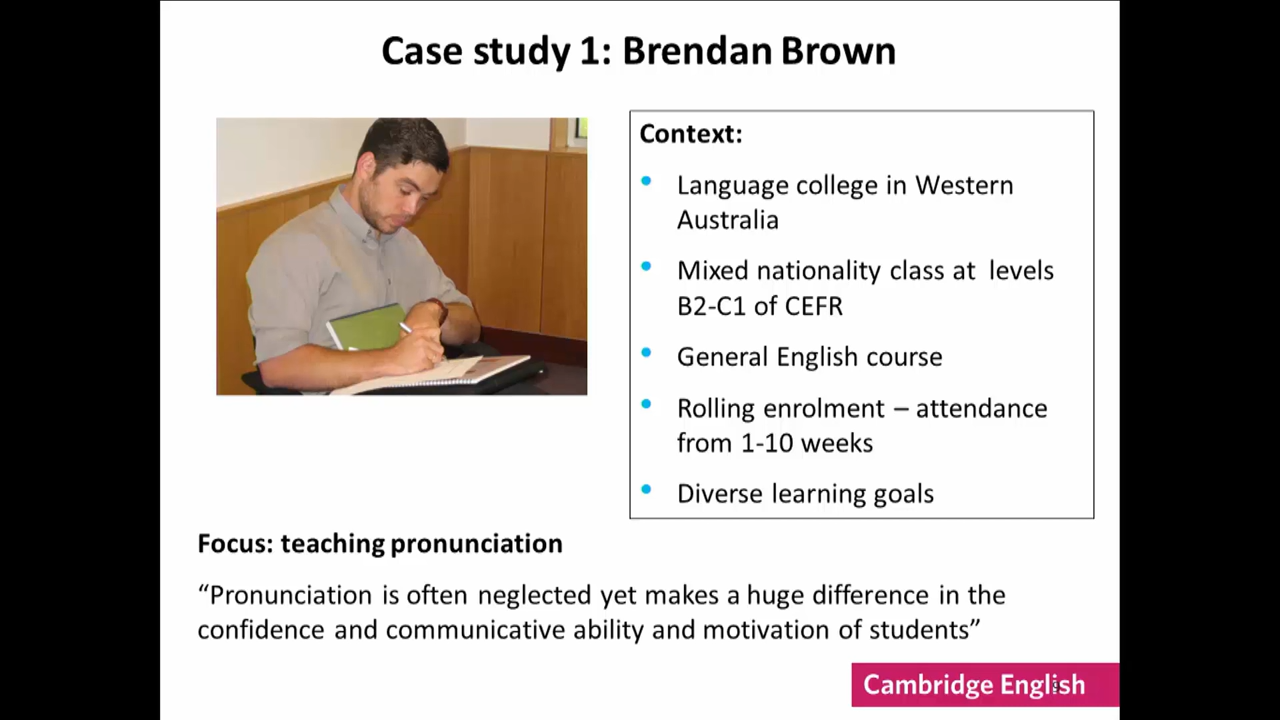 Case study 1: Brendan Brown
Context:
• Language college in Western
Australia
• Mixed nationality class at levels
B2-C1 of CEFR
• General English course
• Rolling enrolment – attendance
from 1-10 weeks
• Diverse learning goals
Focus: teaching pronunciation
“Pronunciation is often neglected yet makes a huge difference in the
confidence and communicative ability and motivation of students”
Cambridge English